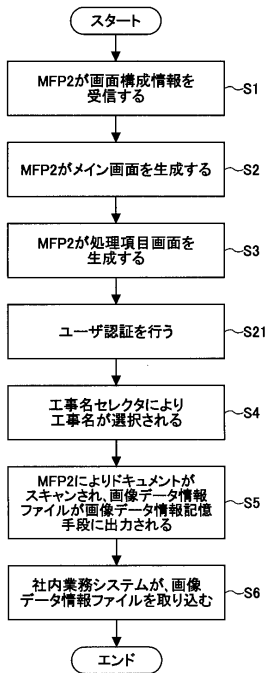 スタート
MFP2が画面構成情報を
受信する
S1
MFP2がメイン画面を生成する
S2
MFP2が処理項目画面を
生成する
S3
ユーザ認証を行う
S21
工事名セレクタにより
工事名が選択される
S4
MFP2によりドキュメントが
スキャンされ、画像データ情報
ファイルが画像データ情報記憶
手段に出力される
S5
社内業務システムが、画像
データ情報ファイルを取り込む
S6
エンド